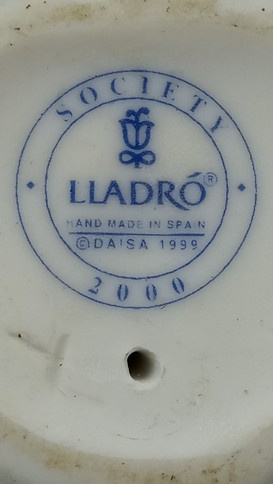 SOCIETY
LLADRÓ®
HAND MADE IN SPAIN
© DAISA 1999
2000